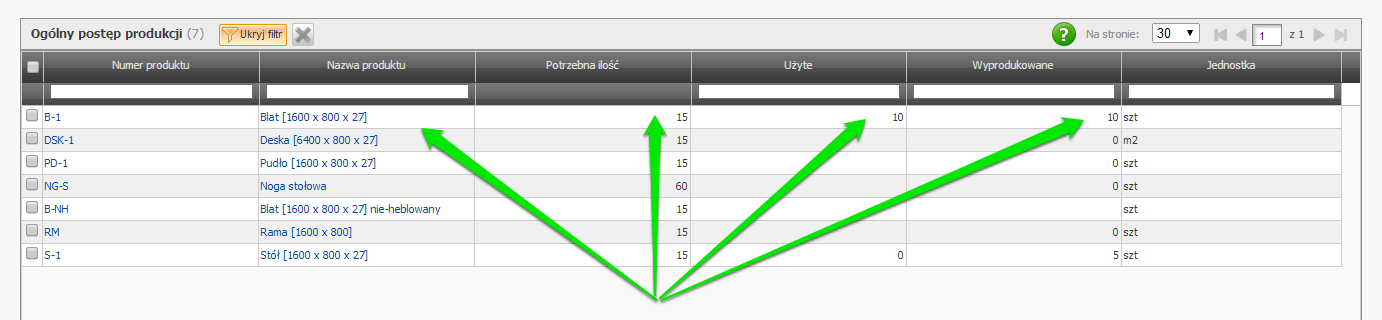 Ogólny postęp produkcji (7) Ukryj filtr ? Na stronie: 30 1 z 1
Numer produktu Nazwa produktu Potrzebna ilość Użyte Wyprodukowane Jednostka
B-1 Blat [1600 x 800 x 27] 15 10 10 szt
DSK-1 Deska [6400 x 800 x 27] 15 0 m2
PD-1 Pudło [1600 x 800 x 27] 15 0 szt
NG-S Noga stołowa 60 0 szt
B-NH Blat [1600 x 800 x 27] nie-heblowany 15 szt
RM Rama [1600 x 800] 15 0 szt
S-1 Stół [1600 x 800 x 27] 15 0 5 szt